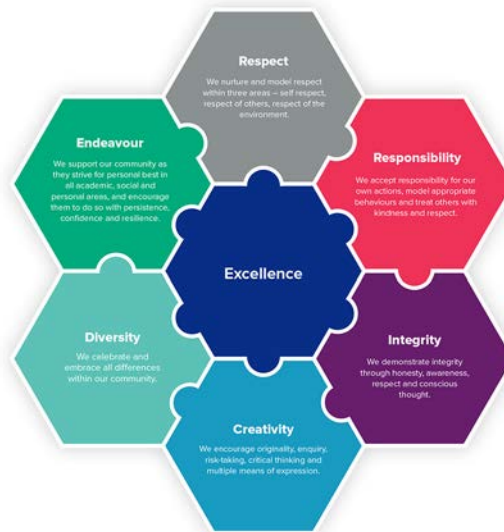 Respect
We nurture and model respect
within three areas – self respect,
respect of others, respect of the
environment.
Endeavour
We support our community as
they strive for personal best in
all academic, social and
personal areas, and encourage
them to do so with persistence,
confidence and resilience.
Responsibility
We accept responsibility for our
own actions, model appropriate
behaviours and treat others with
kindness and respect.
Excellence
Diversity
We celebrate and
embrace all differences
within our community.
Integrity
We demonstrate integrity
through honesty, awareness,
respect and conscious
thought.
Creativity
We encourage originality, enquiry,
risk-taking, critical thinking and
multiple means of expression.